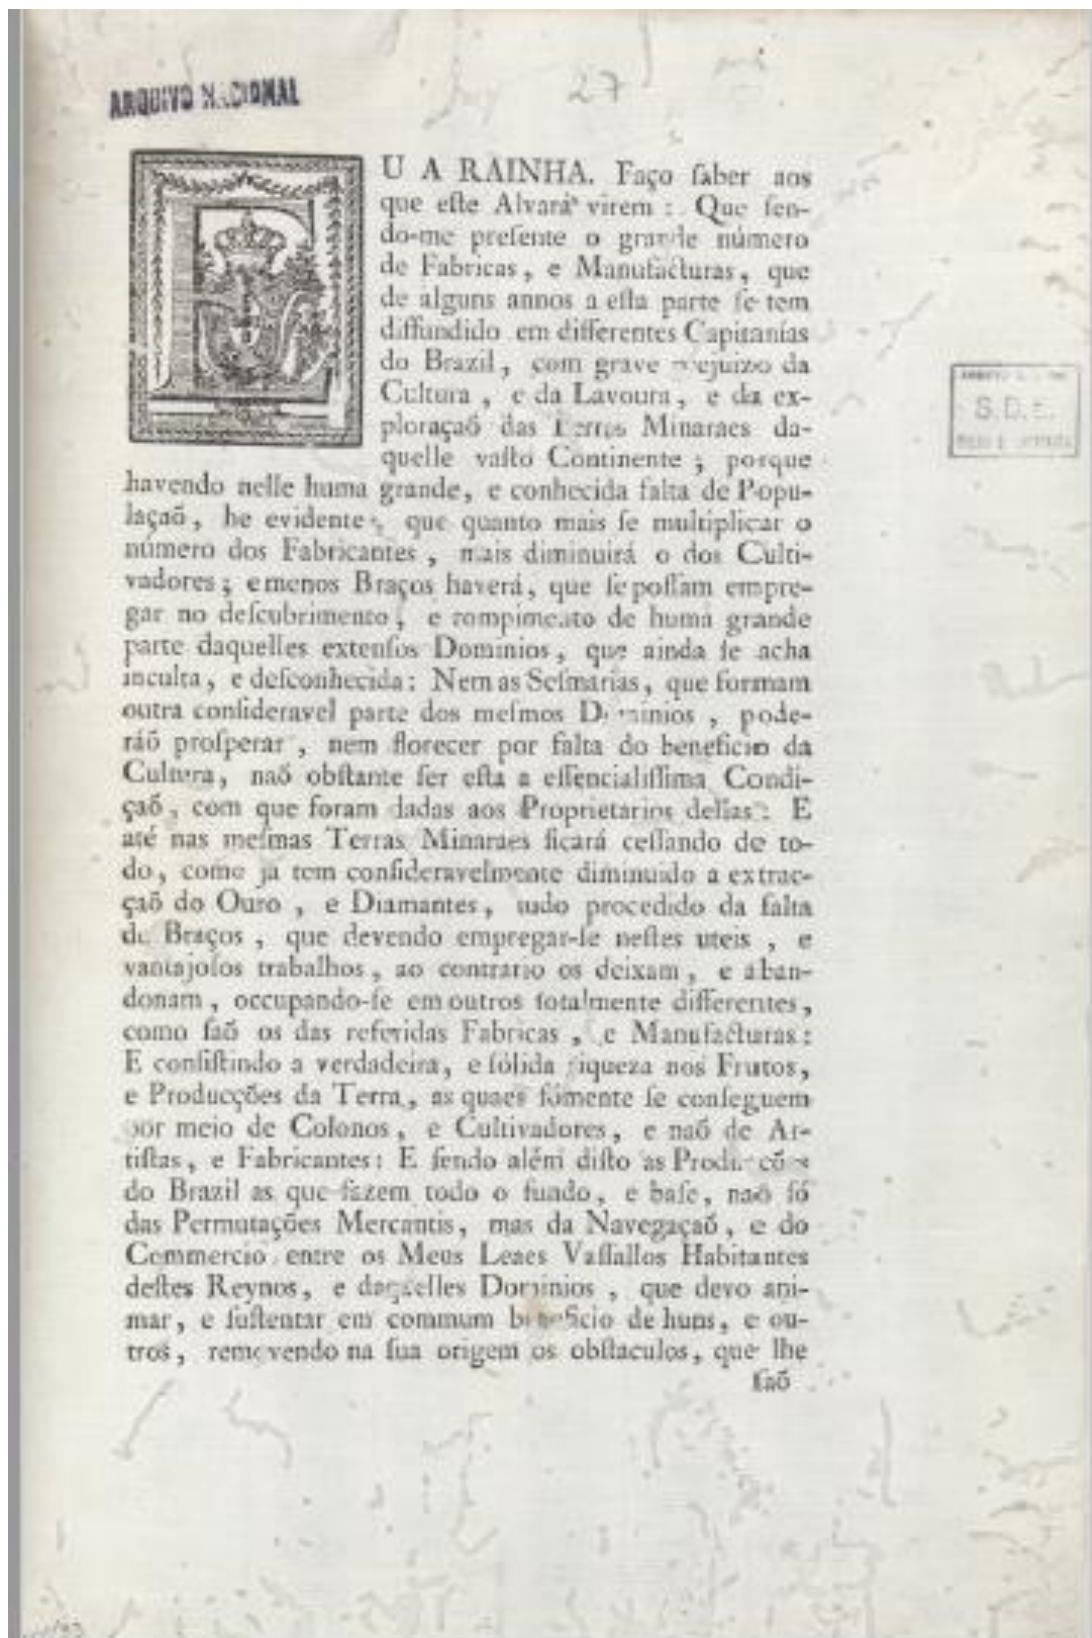 ARQUIVO NACIONAL
27
EU A RAINHA. Faço ſaber aos
que eſte Alvará virem: Que ſen-
do-me preſente o grande número
de Fabricas, e Manufacturas, que
de alguns annos a eſta parte ſe tem
diffundido em differentes Capitanías
do Brazil, com grave prejuizo da
Cultura, e da Lavoura, e da ex-
ploraçaõ das Terras Minaraes da-
quelle vaſto Continente; porque
havendo nelle huma grande, e conhecida falta de Popu-
laçaõ, he evidente, que quanto mais ſe multiplicar o
número dos Fabricantes, mais diminuirá o dos Culti-
vadores; e menos Braços haverá, que ſe poſſam empre-
gar no deſcubrimento, e rompimento de huma grande
parte daquelles extenſos Dominios, que ainda ſe acha
inculta, e deſconhecida: Nem as Seſmarias, que formam
outra conſideravel parte dos meſmos Dominios, pode-
ráõ proſperar, nem florecer por falta do beneficio da
Cultura, naõ obſtante ſer eſta a eſſencialiſſima Condi-
çaõ, com que foram dadas aos Proprietarios dellas: E
até nas meſmas Terras Minaraes ficará ceſſando de to-
do, como já tem conſideravelmente diminuido a extrac-
çaõ do Ouro, e Diamantes, tudo procedido da falta
de Braços, que devendo empregar-ſe neſtes uteis, e
vantajoſos trabalhos, ao contrario os deixam, e aban-
donam, occupando-ſe em outros totalmente differentes,
como ſaõ os das referidas Fabricas, e Manufacturas:
E conſiſtindo a verdadeira, e ſólida riqueza nos Frutos,
e Producções da Terra, as quaes ſómente ſe conſeguem
por meio de Colonos, e Cultivadores, e naõ de Ar-
tiſtas, e Fabricantes: E ſendo além diſto as Producções
do Brazil as que fazem todo o fundo, e baſe, naõ ſó
das Permutações Mercantis, mas da Navegaçaõ, e do
Commercio entre os Meus Leaes Vaſſallos Habitantes
deſtes Reynos, e daquelles Dominios, que devo ani-
mar, e ſuſtentar em commum beneficio de huns, e ou-
tros, removendo na ſua origem os obſtaculos, que lhe
ſaõ
S.D.E.